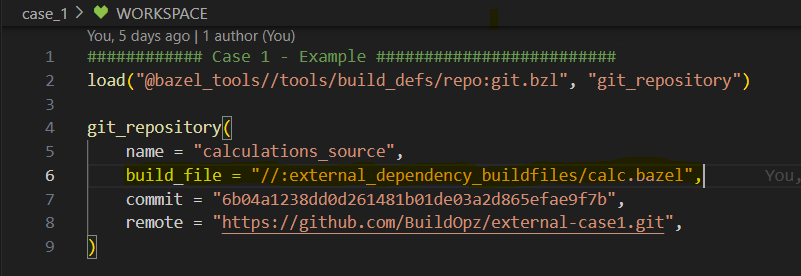 case_1 > WORKSPACE
You, 5 days ago | 1 author (You)
1 ############ Case 1 - Example #########################
2 load("@bazel_tools//tools/build_defs/repo:git.bzl", "git_repository")
3
4 git_repository(
5 name = "calculations_source",
6 build_file = "//:external_dependency_buildfiles/calc.bazel", You,
7 commit = "6b04a1238dd0d261481b01de03a2d865efae9f7b",
8 remote = "https://github.com/BuildOpz/external-case1.git",
9 )